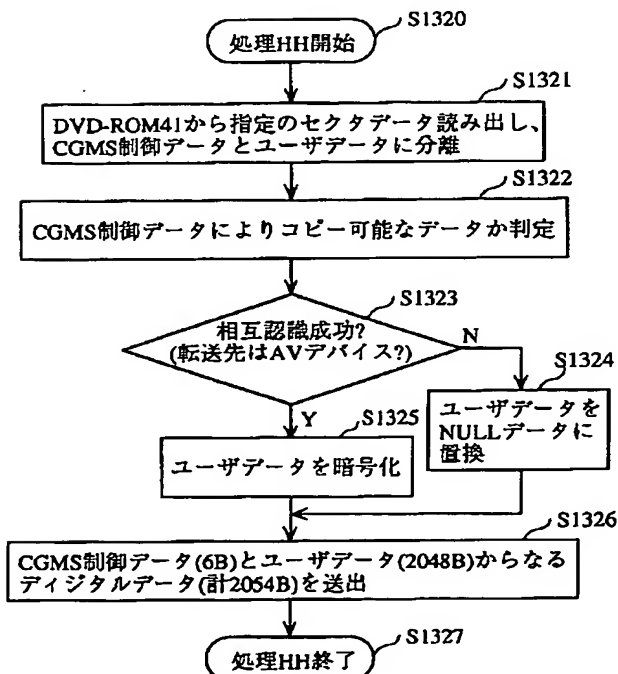 S1320
処理HH開始
S1321
DVD-ROM41から指定のセクタデータ読み出し、
CGMS制御データとユーザデータに分離
S1322
CGMS制御データによりコピー可能なデータか判定
S1323
相互認識成功?
(転送先はAVデバイス?)
N
S1324
ユーザデータを
NULLデータに
置換
Y
S1325
ユーザデータを暗号化
S1326
CGMS制御データ(6B)とユーザデータ(2048B)からなる
ディジタルデータ(計2054B)を送出
S1327
処理HH終了